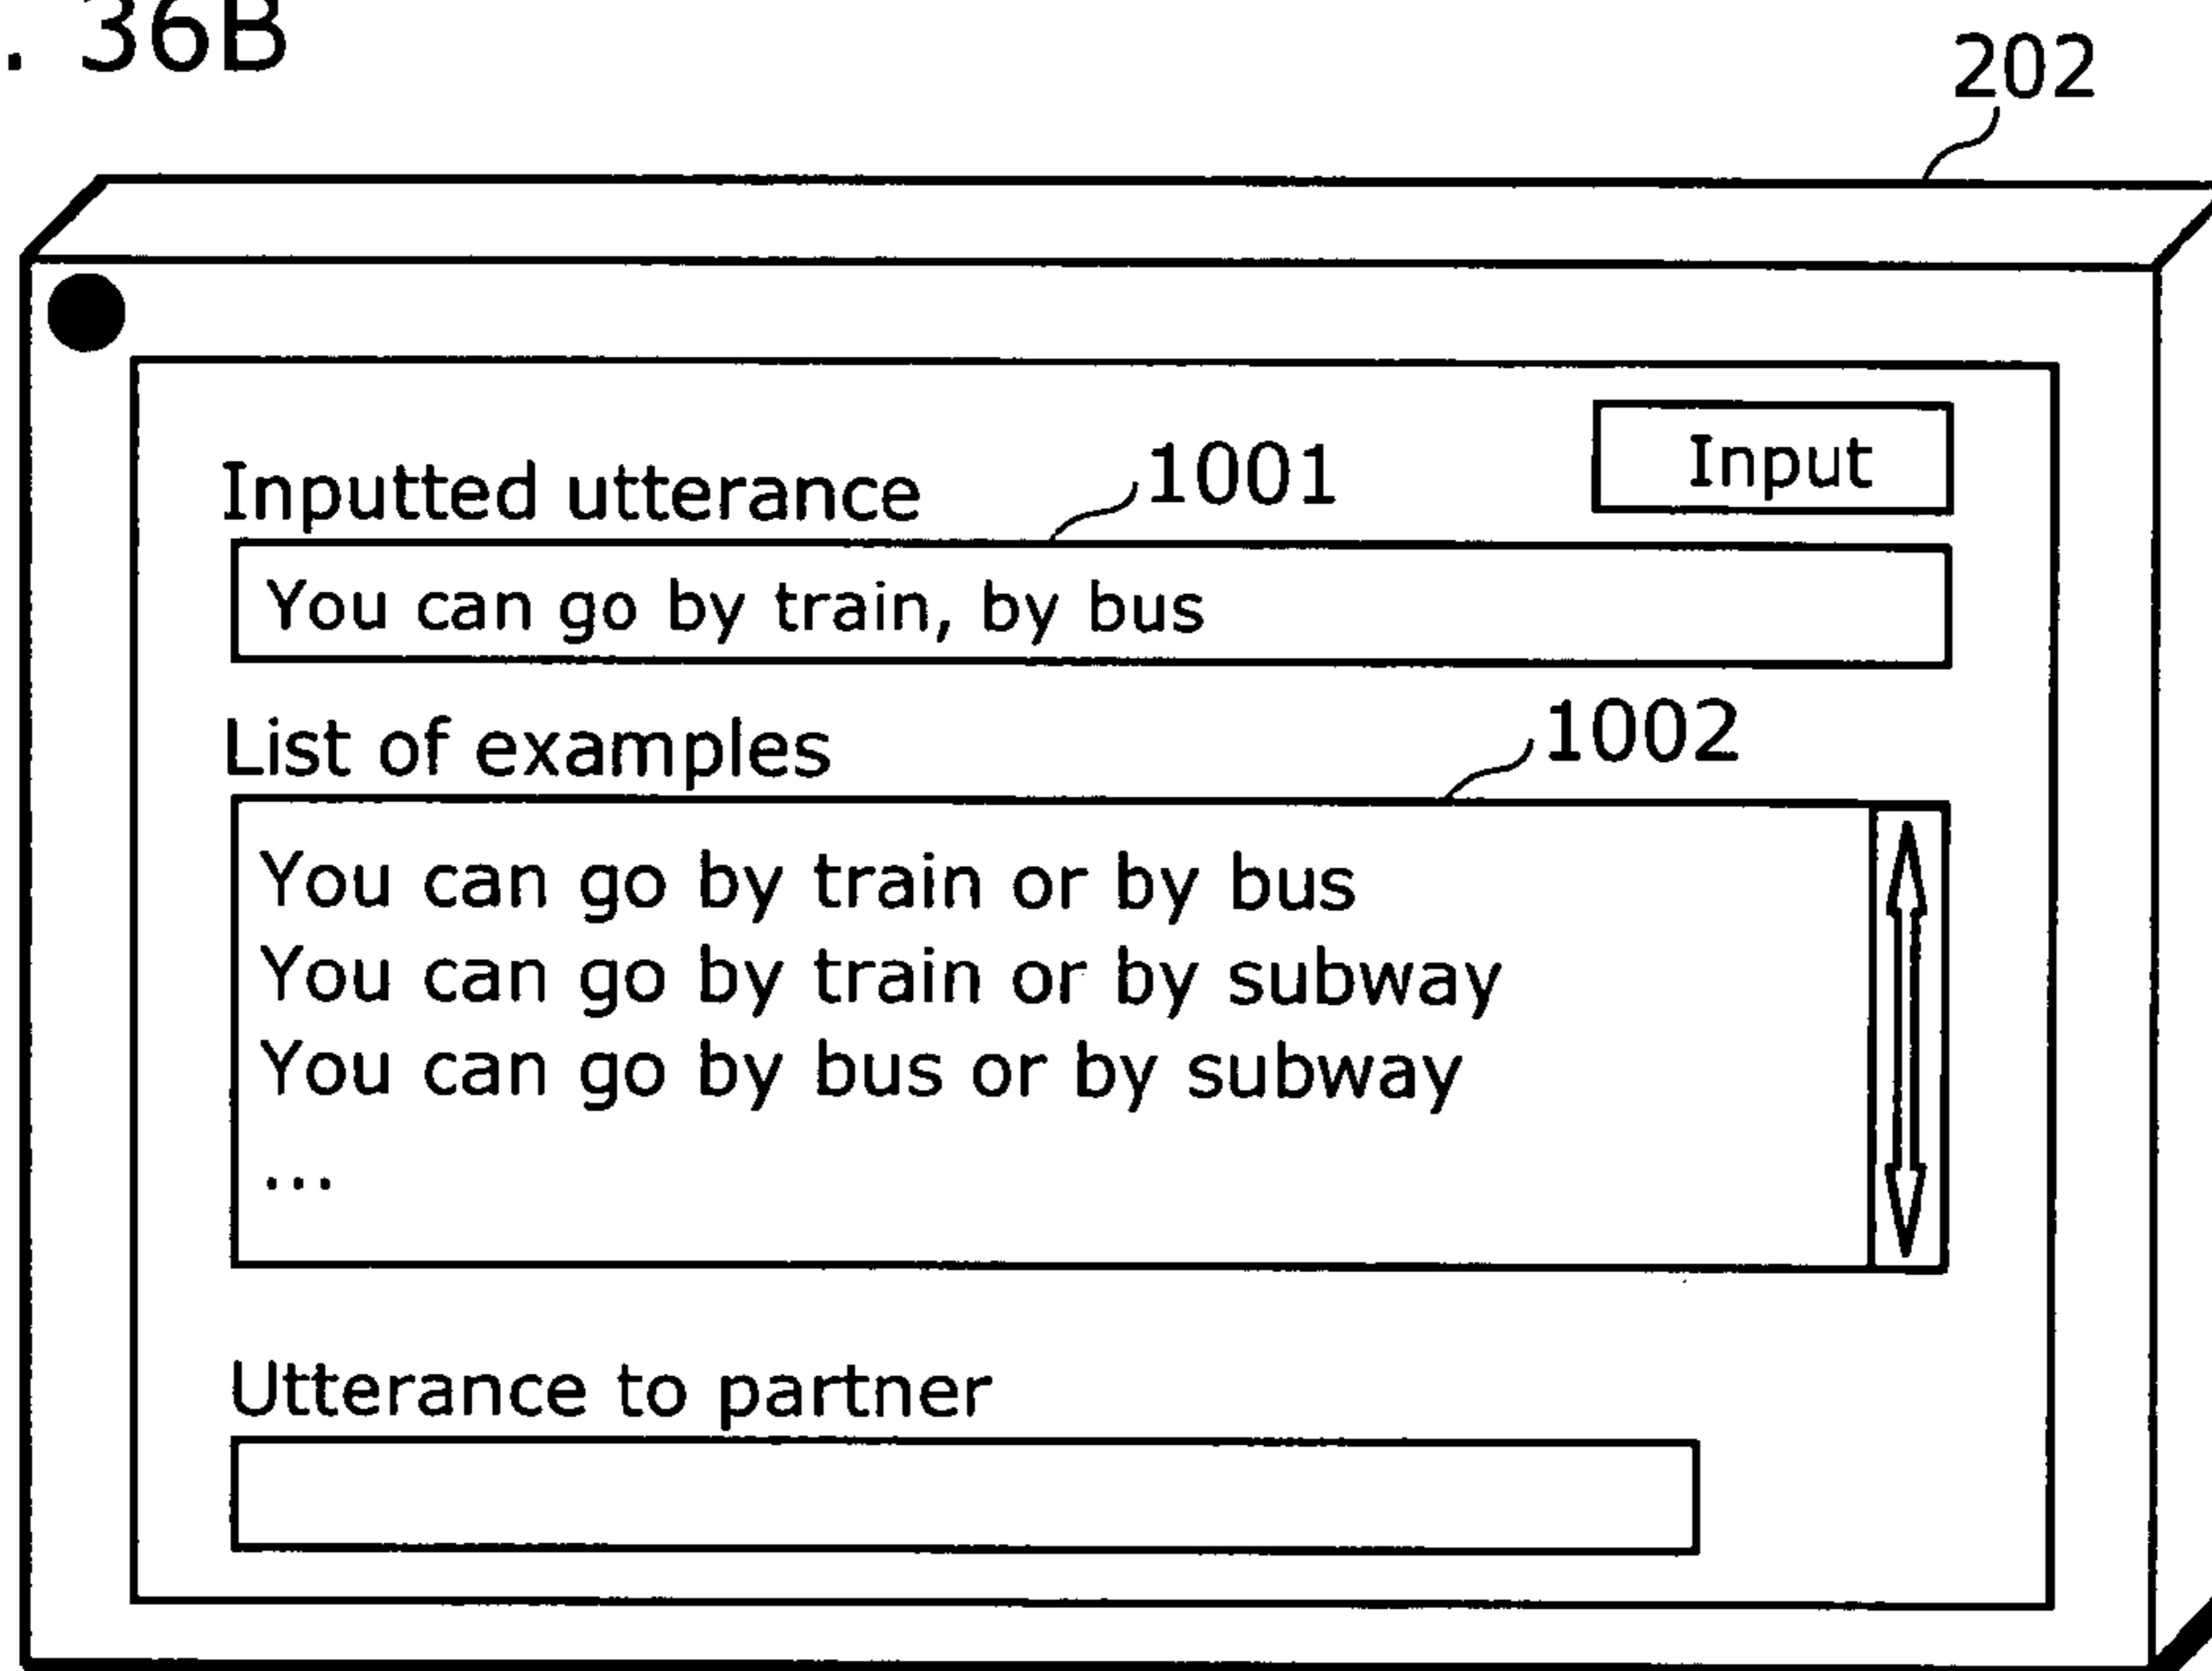 . 36B
202
Input
Inputted utterance 1001
You can go by train, by bus
List of examples 1002
You can go by train or by bus
You can go by train or by subway
You can go by bus or by subway
...
Utterance to partner